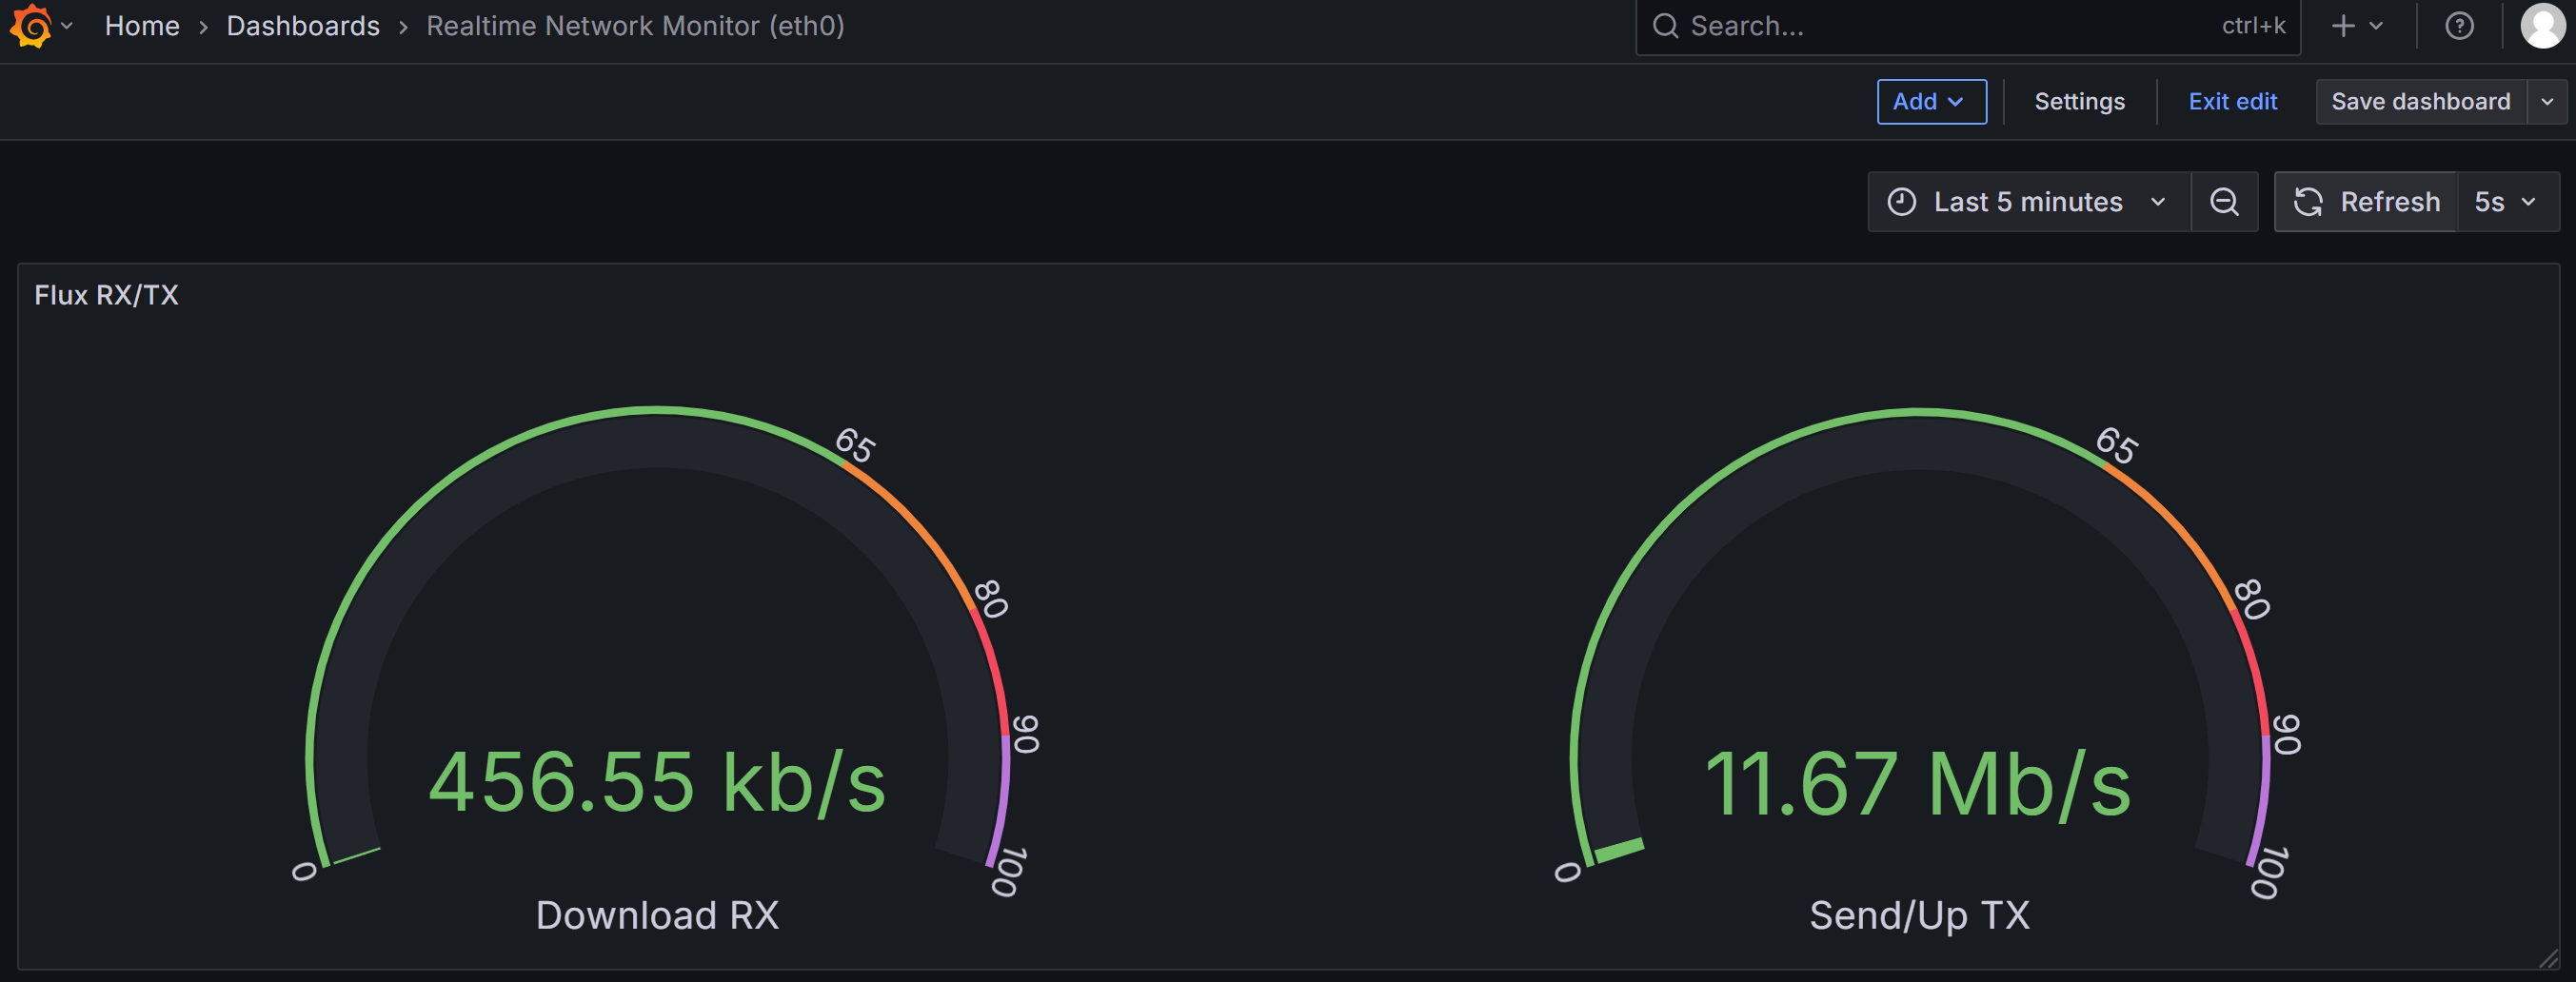 Home › Dashboards › Realtime Network Monitor (eth0)
Search... ctrl+k
Add Settings Exit edit Save dashboard
Last 5 minutes Refresh 5s
Flux RX/TX
0 65 80 90 100
456.55 kb/s
Download RX
0 65 80 90 100
11.67 Mb/s
Send/Up TX